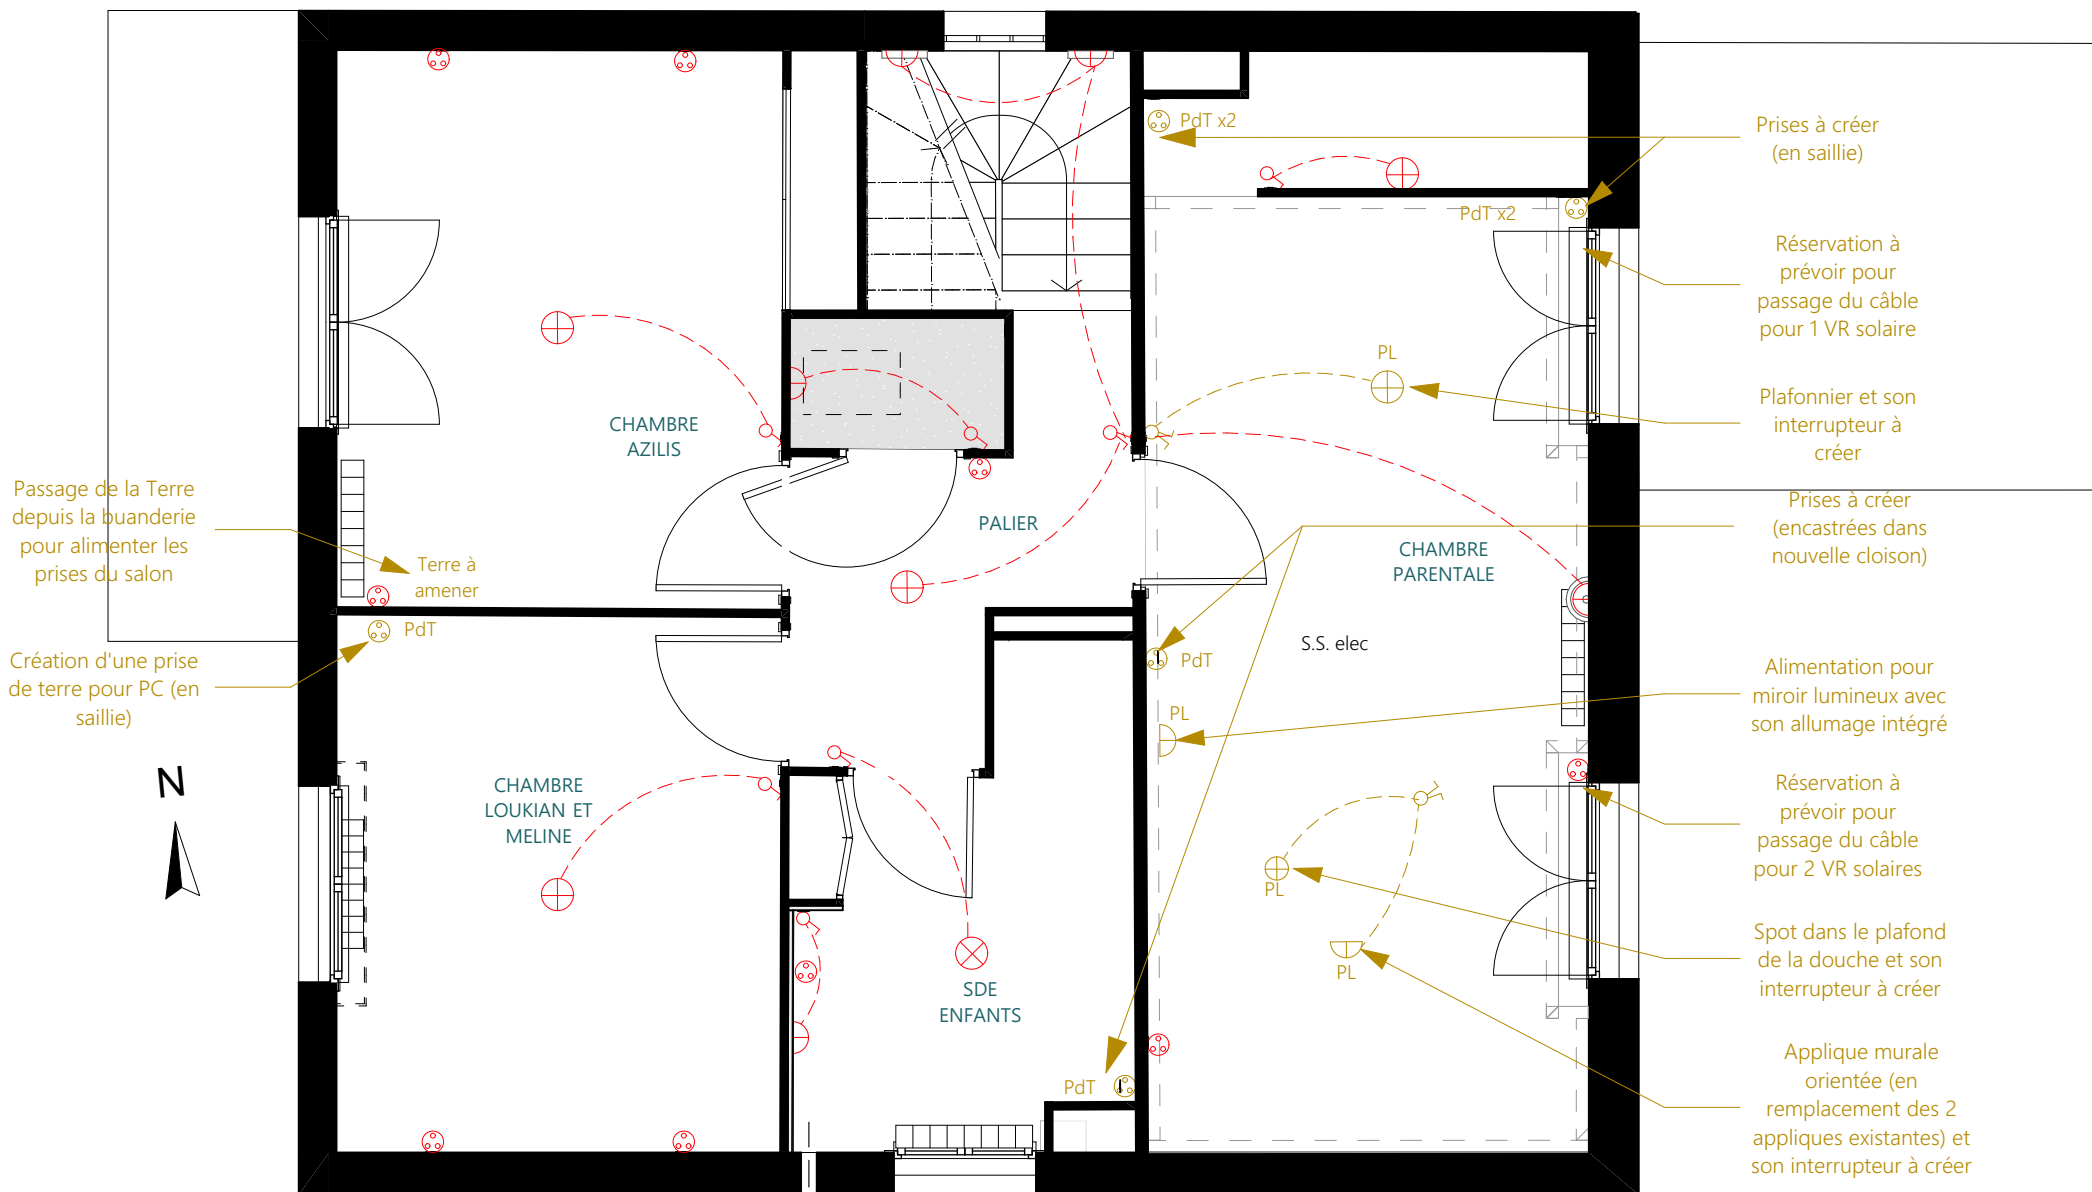 PdT x2
Prises à créer
(en saillie)
PdT x2
Réservation à
prévoir pour
passage du câble
pour 1 VR solaire
PL
Plafonnier et son
interrupteur à
créer
CHAMBRE
AZILIS
Passage de la Terre
depuis la buanderie
pour alimenter les
prises du salon
Terre à
amener
PALIER
Prises à créer
(encastrées dans
nouvelle cloison)
CHAMBRE
PARENTALE
PdT
Création d'une prise
de terre pour PC (en
saillie)
S.S. elec
PdT
PL
Alimentation pour
miroir lumineux avec
son allumage intégré
N
CHAMBRE
LOUKIAN ET
MELINE
Réservation à
prévoir pour
passage du câble
pour 2 VR solaires
PL
Spot dans le plafond
de la douche et son
interrupteur à créer
PL
SDE
ENFANTS
PdT
Applique murale
orientée (en
remplacement des 2
appliques existantes) et
son interrupteur à créer